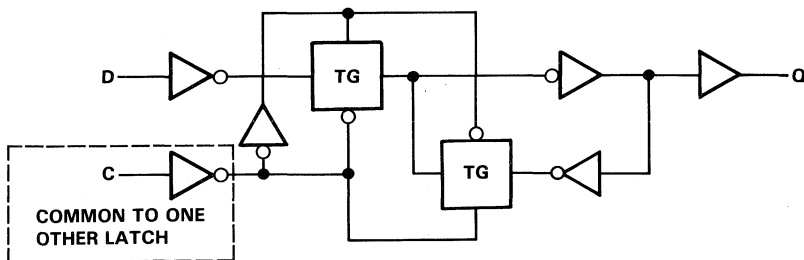 D
TG
Q
C
TG
COMMON TO ONE
OTHER LATCH